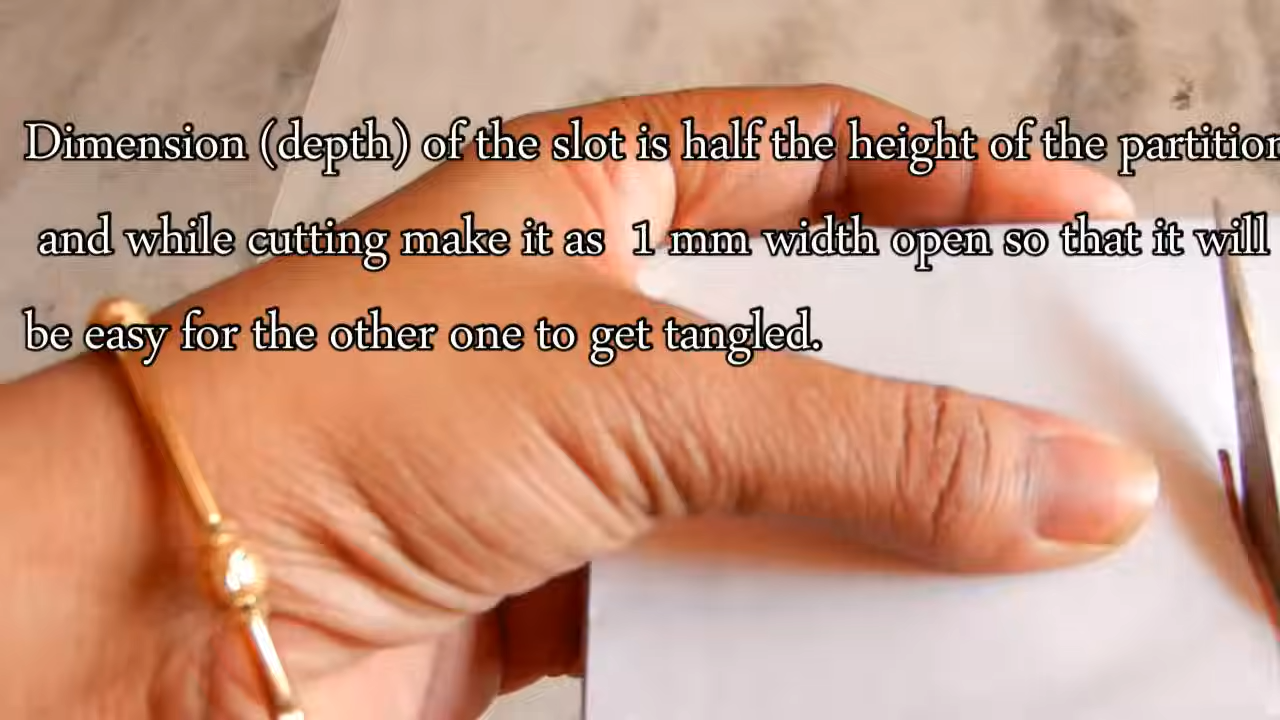 Dimension (depth) of the slot is half the height of the partition
and while cutting make it as 1 mm width open so that it will
be easy for the other one to get tangled.